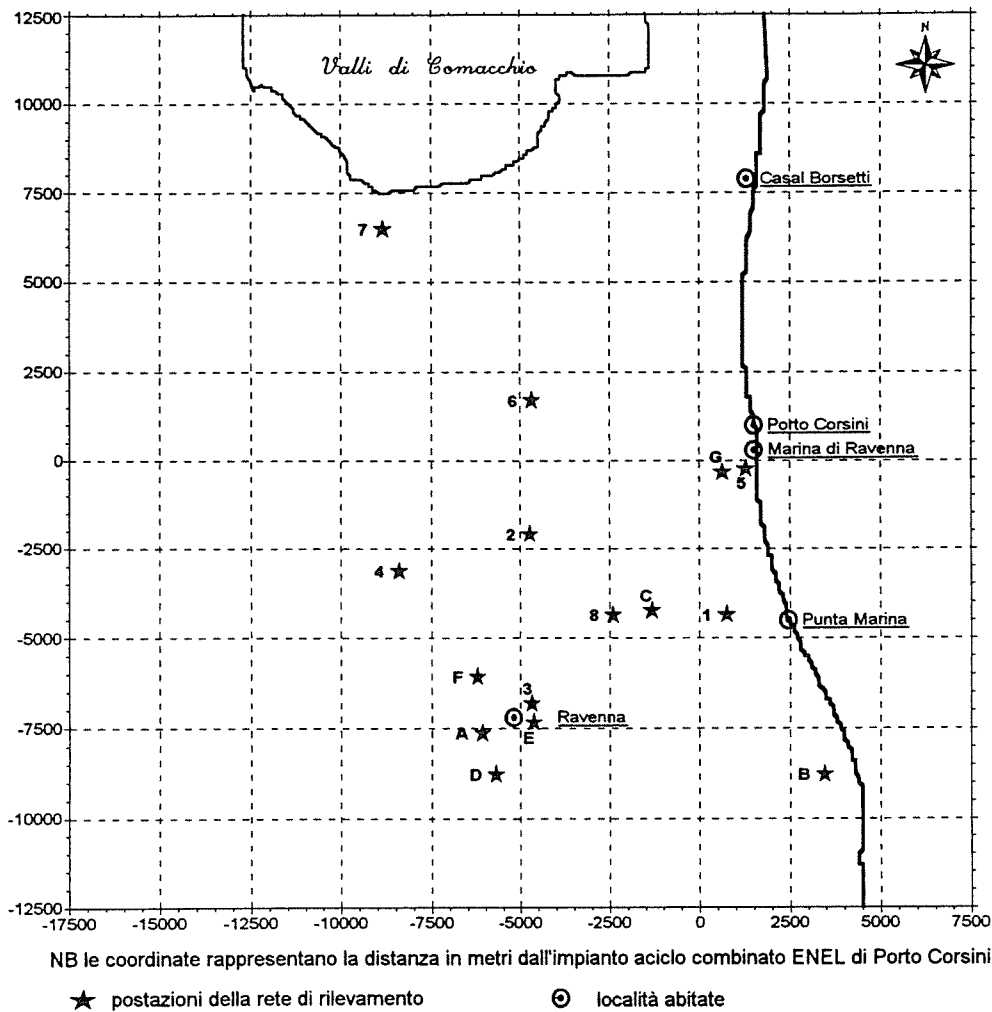 12500
N
Valli di Comacchio
10000
7500
Casal Borsetti
7
5000
2500
6
Porto Corsini
Marina di Ravenna
0
G
5
-2500
2
4
C
8
1
Punta Marina
-5000
F
3
Ravenna
-7500
A
E
D
B
-10000
-12500
-17500 -15000 -12500 -10000 -7500 -5000 -2500 0 2500 5000 7500
NB le coordinate rappresentano la distanza in metri dall'impianto aciclo combinato ENEL di Porto Corsini
postazioni della rete di rilevamento
località abitate